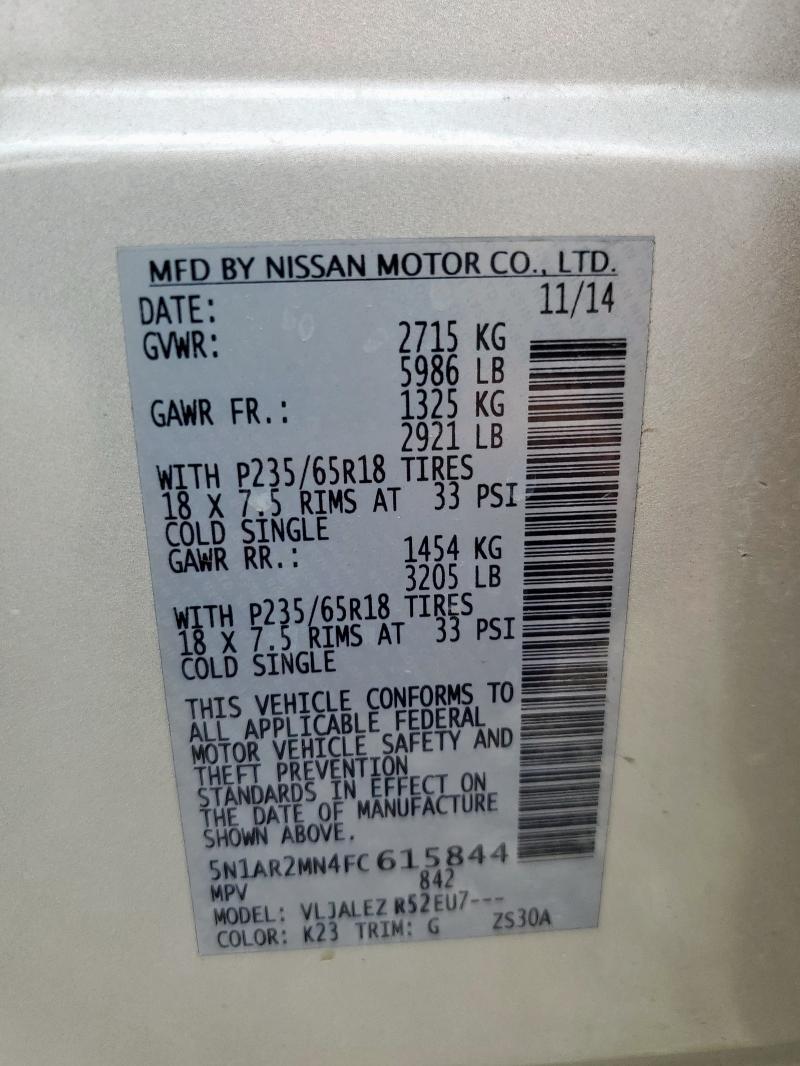 MFD BY NISSAN MOTOR CO., LTD.
DATE: 11/14
GVWR: 2715 KG
5986 LB
GAWR FR.: 1325 KG
2921 LB
WITH P235/65R18 TIRES
18 X 7.5 RIMS AT 33 PSI
COLD SINGLE
GAWR RR.: 1454 KG
3205 LB
WITH P235/65R18 TIRES
18 X 7.5 RIMS AT 33 PSI
COLD SINGLE
THIS VEHICLE CONFORMS TO
ALL APPLICABLE FEDERAL
MOTOR VEHICLE SAFETY AND
THEFT PREVENTION
STANDARDS IN EFFECT ON
THE DATE OF MANUFACTURE
SHOWN ABOVE.
5N1AR2MN4FC615844
MPV 842
MODEL: VLJALEZ R52EU7---
COLOR: K23 TRIM: G ZS30A